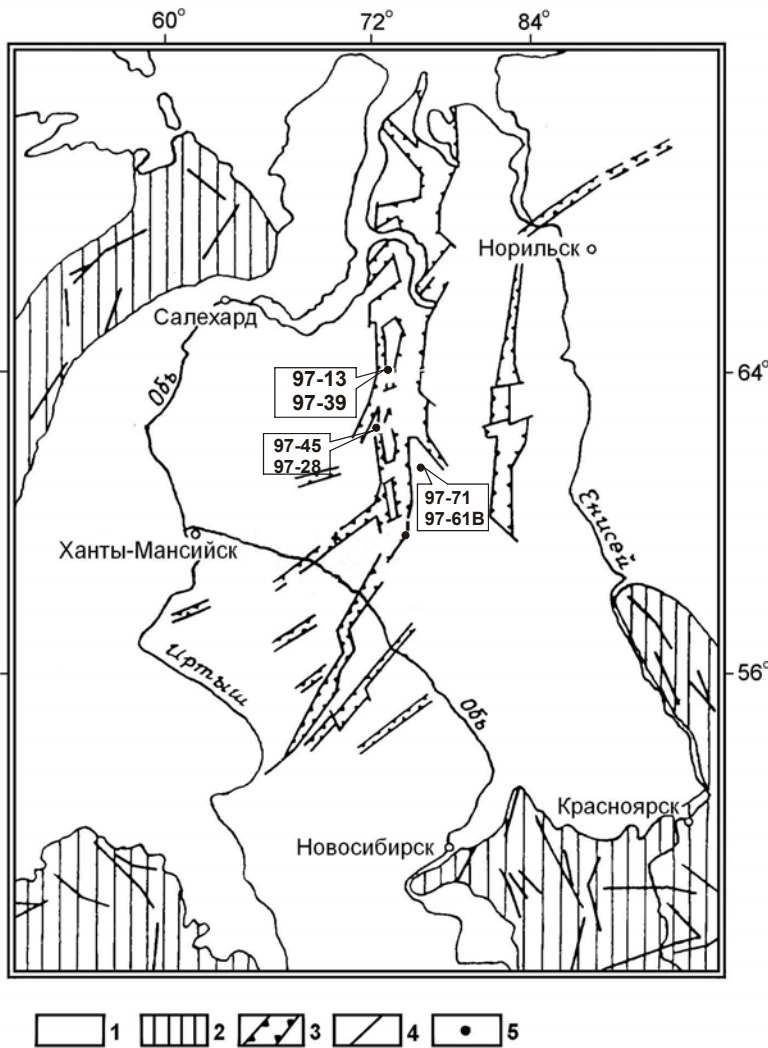 60°
72°
84°
Норильск
Салехард
64°
97-13
97-39
Обь
97-45
97-28
97-71
97-61В
Енисей
Ханты-Мансийск
Иртыш
56°
Обь
Красноярск
Новосибирск
1 2 3 4 5